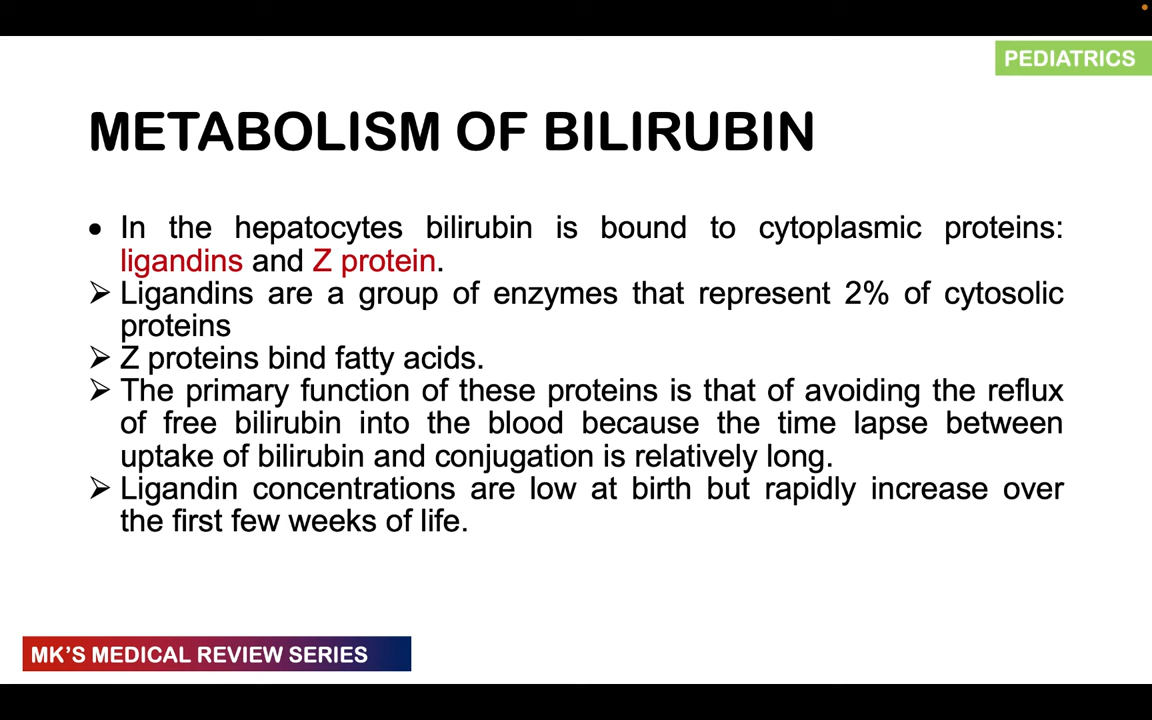 PEDIATRICS
METABOLISM OF BILIRUBIN
• In the hepatocytes bilirubin is bound to cytoplasmic proteins:
ligandins and Z protein.
➢ Ligandins are a group of enzymes that represent 2% of cytosolic
proteins
➢ Z proteins bind fatty acids.
➢ The primary function of these proteins is that of avoiding the reflux
of free bilirubin into the blood because the time lapse between
uptake of bilirubin and conjugation is relatively long.
➢ Ligandin concentrations are low at birth but rapidly increase over
the first few weeks of life.
MK'S MEDICAL REVIEW SERIES